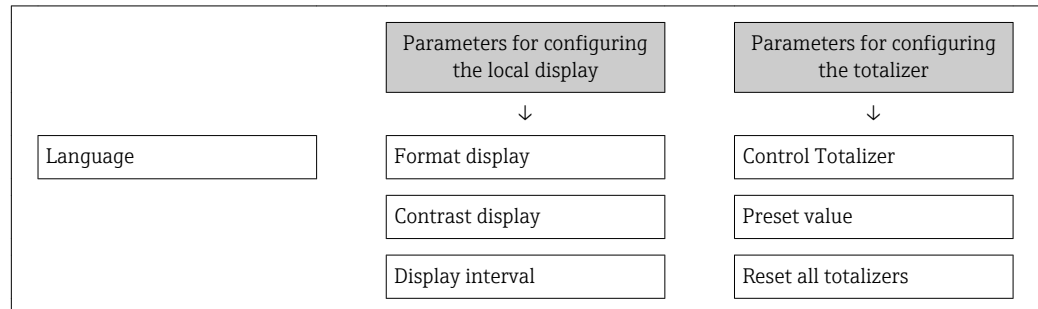 Parameters for configuring
the local display
Parameters for configuring
the totalizer
↓
↓
Language
Format display
Control Totalizer
Contrast display
Preset value
Display interval
Reset all totalizers